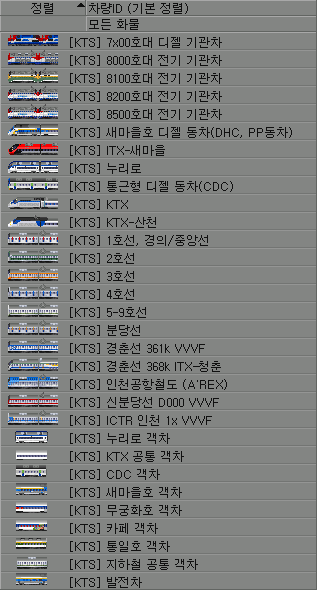 정렬 차량ID (기본 정렬)
모든 화물
[KTS] 7x00호대 디젤 기관차
[KTS] 8000호대 전기 기관차
[KTS] 8100호대 전기 기관차
[KTS] 8200호대 전기 기관차
[KTS] 8500호대 전기 기관차
[KTS] 새마을호 디젤 동차(DHC, PP동차)
[KTS] ITX-새마을
[KTS] 누리로
[KTS] 통근형 디젤 동차(CDC)
[KTS] KTX
[KTS] KTX-산천
[KTS] 1호선, 경의/중앙선
[KTS] 2호선
[KTS] 3호선
[KTS] 4호선
[KTS] 5-9호선
[KTS] 분당선
[KTS] 경춘선 361k VVVF
[KTS] 경춘선 368k ITX-청춘
[KTS] 인천공항철도 (A'REX)
[KTS] 신분당선 D000 VVVF
[KTS] ICTR 인천 1x VVVF
[KTS] 누리로 객차
[KTS] KTX 공통 객차
[KTS] CDC 객차
[KTS] 새마을호 객차
[KTS] 무궁화호 객차
[KTS] 카페 객차
[KTS] 통일호 객차
[KTS] 지하철 공통 객차
[KTS] 발전차